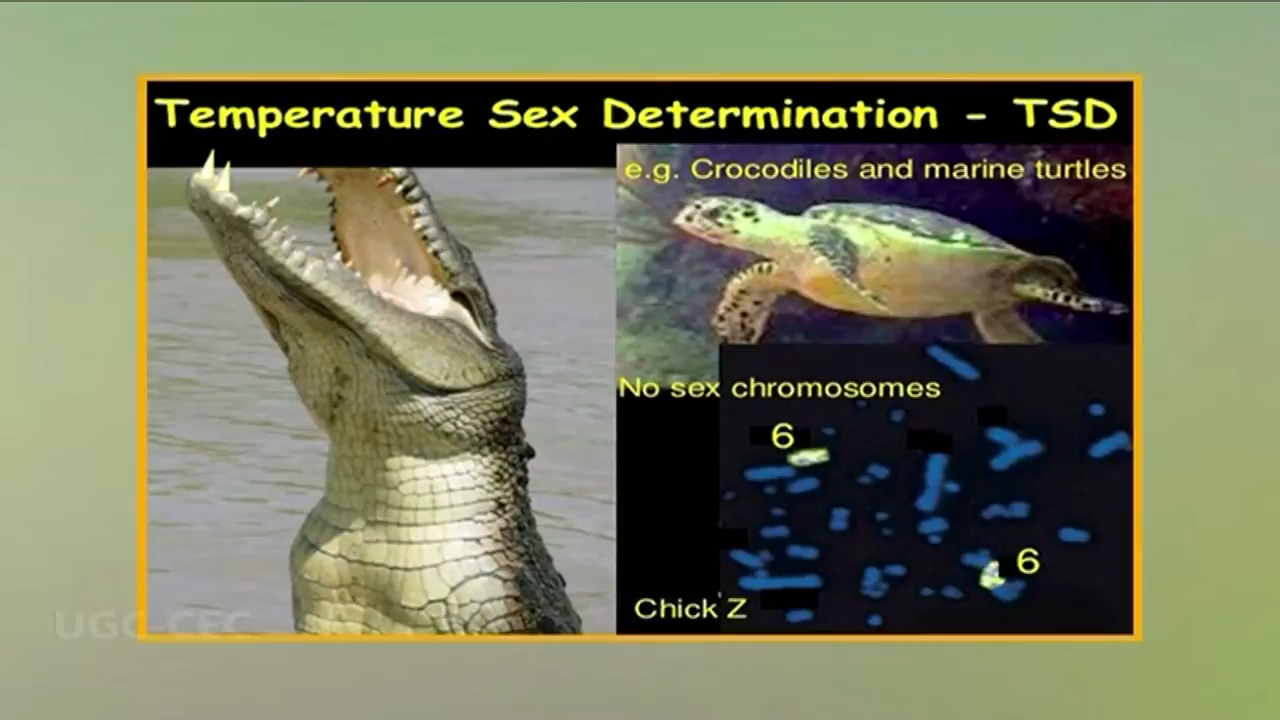 Temperature Sex Determination - TSD
e.g. Crocodiles and marine turtles
No sex chromosomes
6
6
Chick Z
UGC-CEC